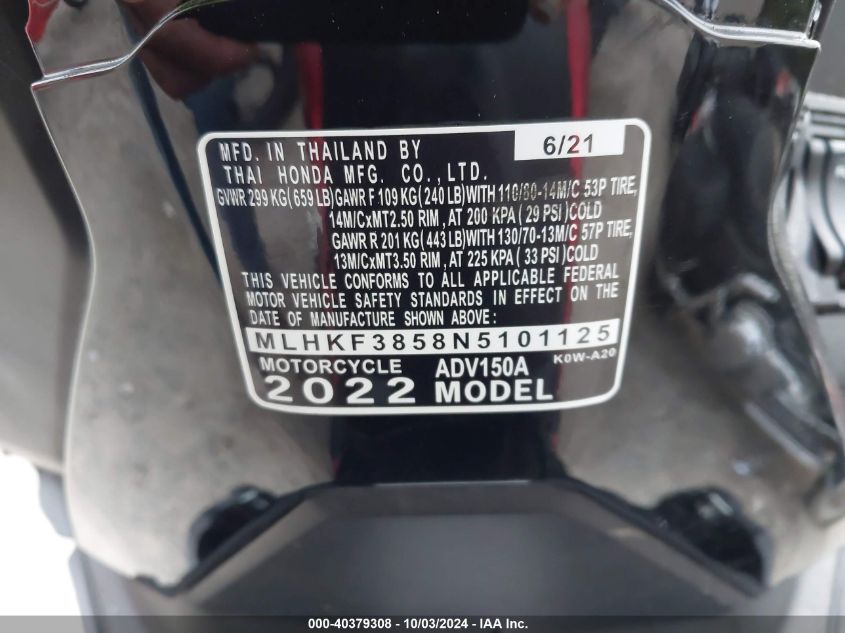 MFD. IN THAILAND BY 6/21
THAI HONDA MFG. CO.,LTD.
GVWR 299 KG(659 LB)GAWR F 109 KG(240 LB)WITH 110/80-14M/C 53P TIRE,
14M/CxMT2.50 RIM, AT 200 KPA (29 PSI)COLD
GAWR R 201 KG(443 LB)WITH 130/70-13M/C 57P TIRE,
13M/CxMT3.50 RIM, AT 225 KPA (33 PSI)COLD
THIS VEHICLE CONFORMS TO ALL APPLICABLE FEDERAL
MOTOR VEHICLE SAFETY STANDARDS IN EFFECT ON THE
DATE OF MANUFACTURE SHOWN ABOVE:
MLHKF3858N5101125
MOTORCYCLE ADV150A K0W-A20
2022 MODEL
000-40379308 - 10/03/2024 - IAA Inc.